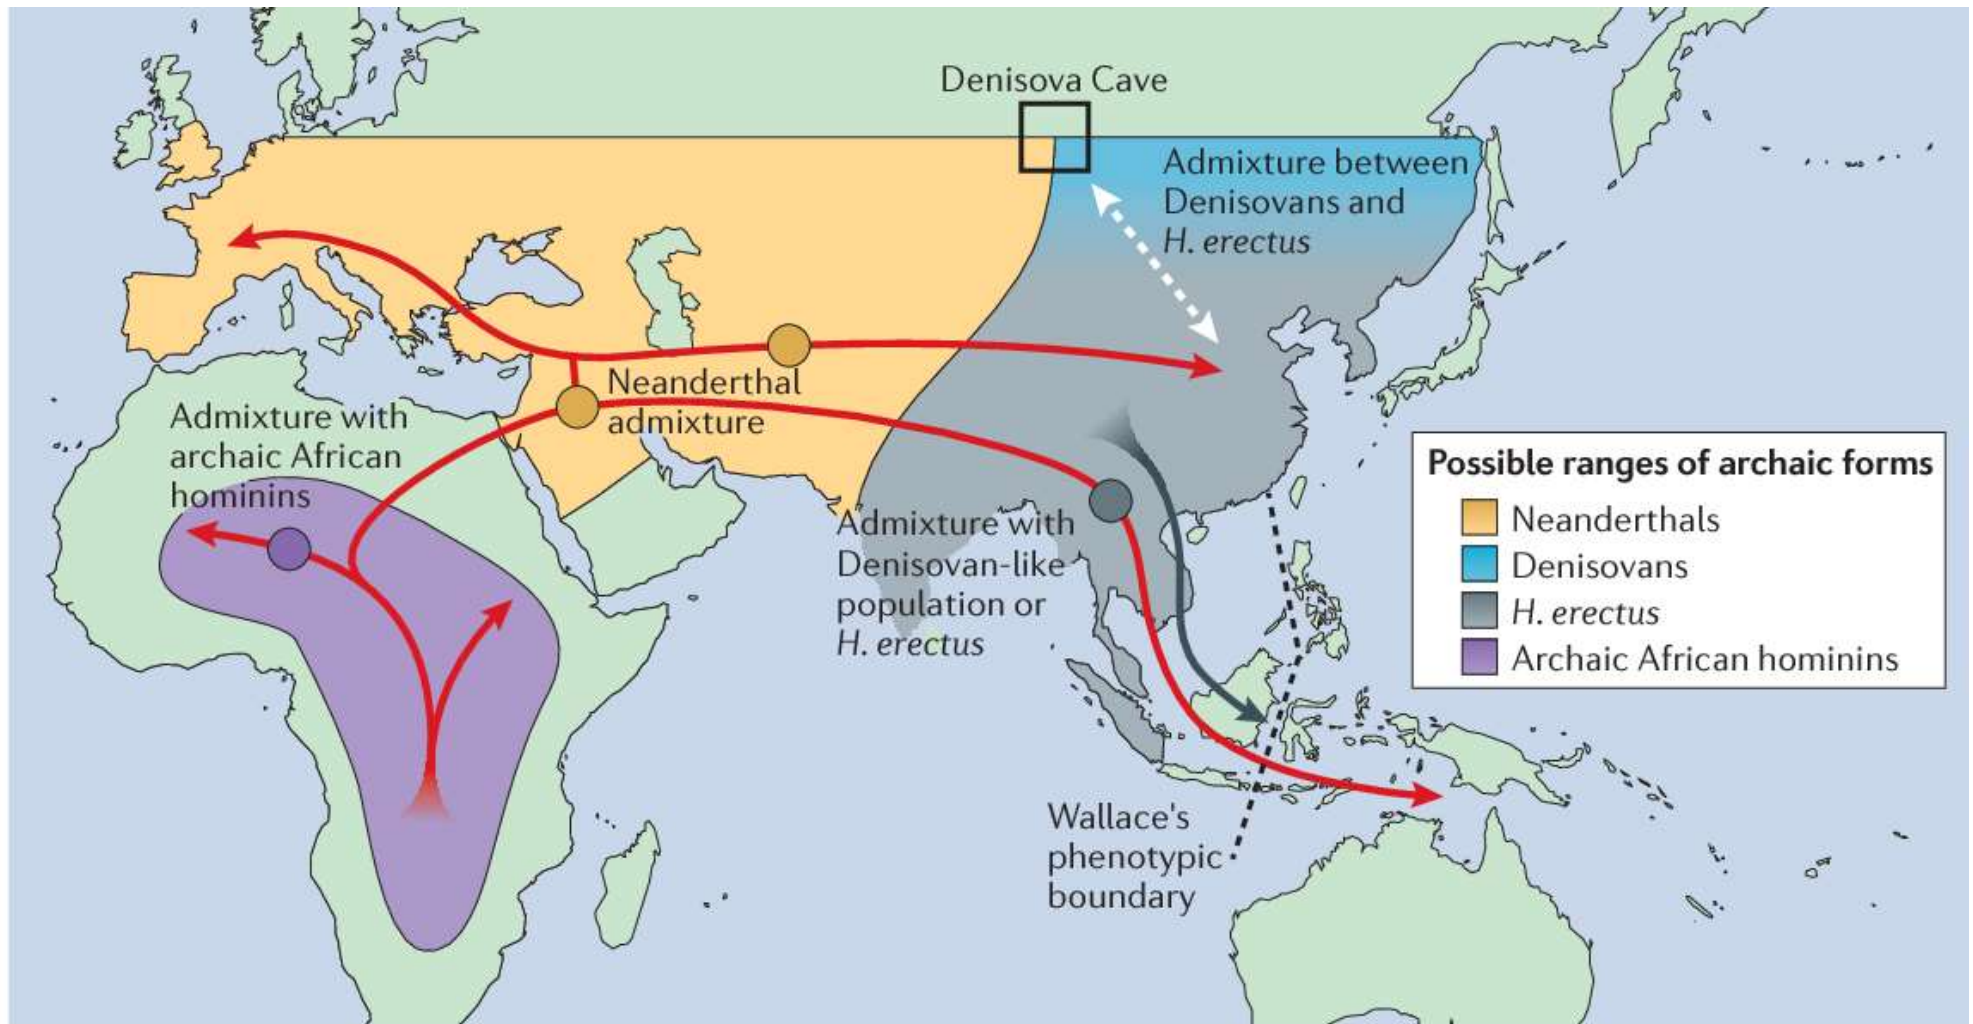 Denisova Cave
Admixture between
Denisovans and
H. erectus
Neanderthal
admixture
Admixture with
archaic African
hominins
Admixture with
Denisovan-like
population or
H. erectus
Possible ranges of archaic forms
Neanderthals
Denisovans
H. erectus
Archaic African hominins
Wallace's
phenotypic
boundary